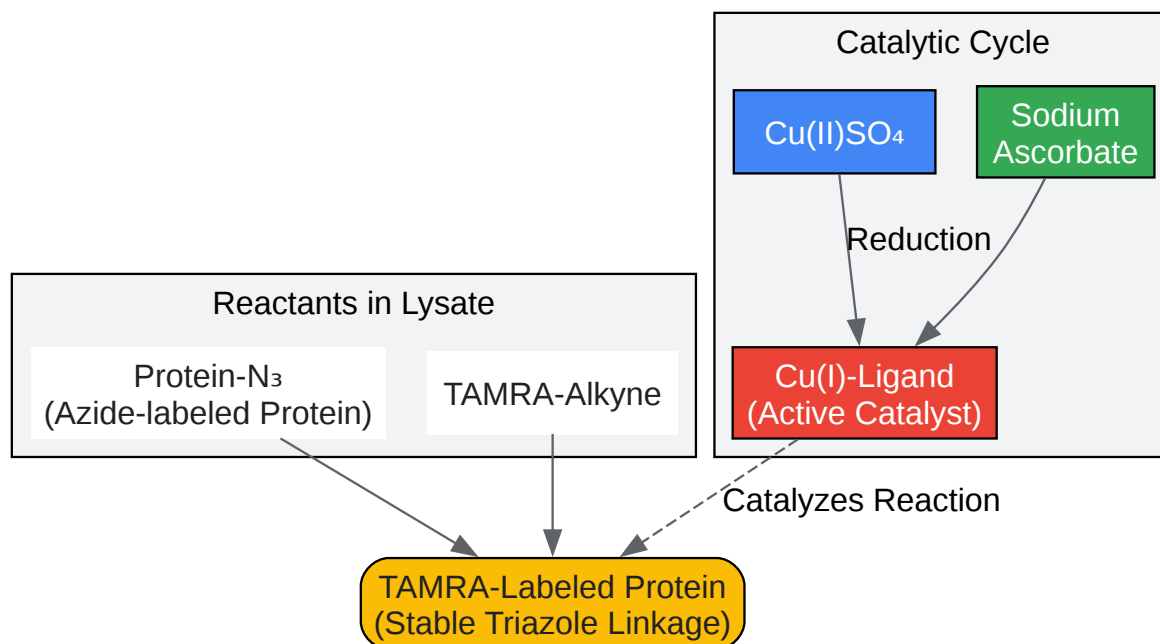 Catalytic Cycle
Cu(II)SO₄
Sodium
Ascorbate
Reduction
Reactants in Lysate
Protein-N₃
(Azide-labeled Protein)
TAMRA-Alkyne
Cu(I)-Ligand
(Active Catalyst)
Catalyzes Reaction
TAMRA-Labeled Protein
(Stable Triazole Linkage)